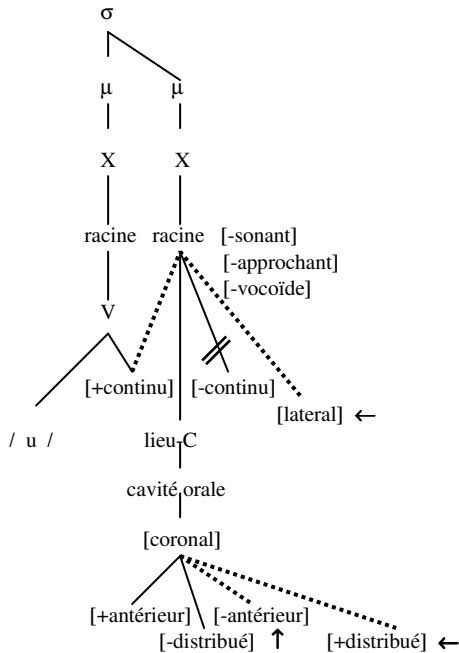 σ
μ μ
X X
racine racine [-sonant]
[-approchant]
[-vocoïde]
V
[+continu] [-continu]
[lateral] ←
/ u / lieu-C
cavité orale
[coronal]
[+antérieur] [-antérieur]
[-distribué] ↑ [+distribué] ←